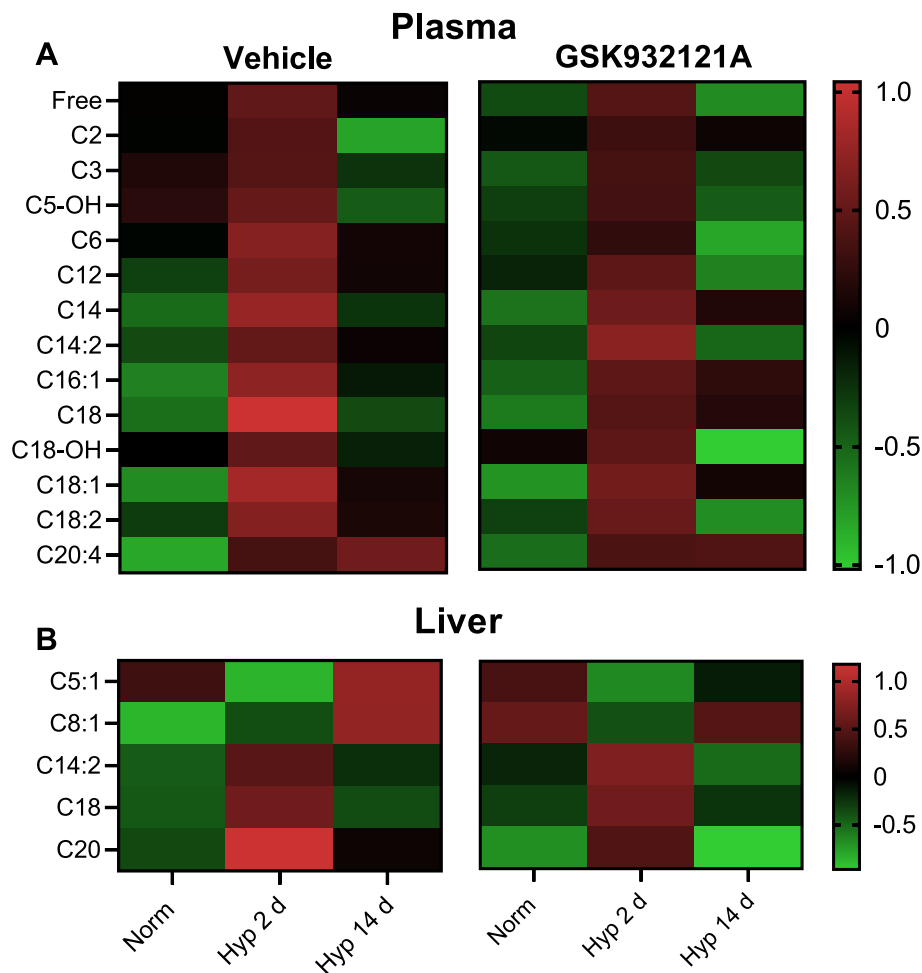 Plasma
A
Vehicle
GSK932121A
Free
C2
C3
C5-OH
C6
C12
C14
C14:2
C16:1
C18
C18-OH
C18:1
C18:2
C20:4
1.0
0.5
0
-0.5
-1.0
Liver
B
C5:1
C8:1
C14:2
C18
C20
1.0
0.5
0
-0.5
Norm
Hyp 2 d
Hyp 14 d
Norm
Hyp 2 d
Hyp 14 d